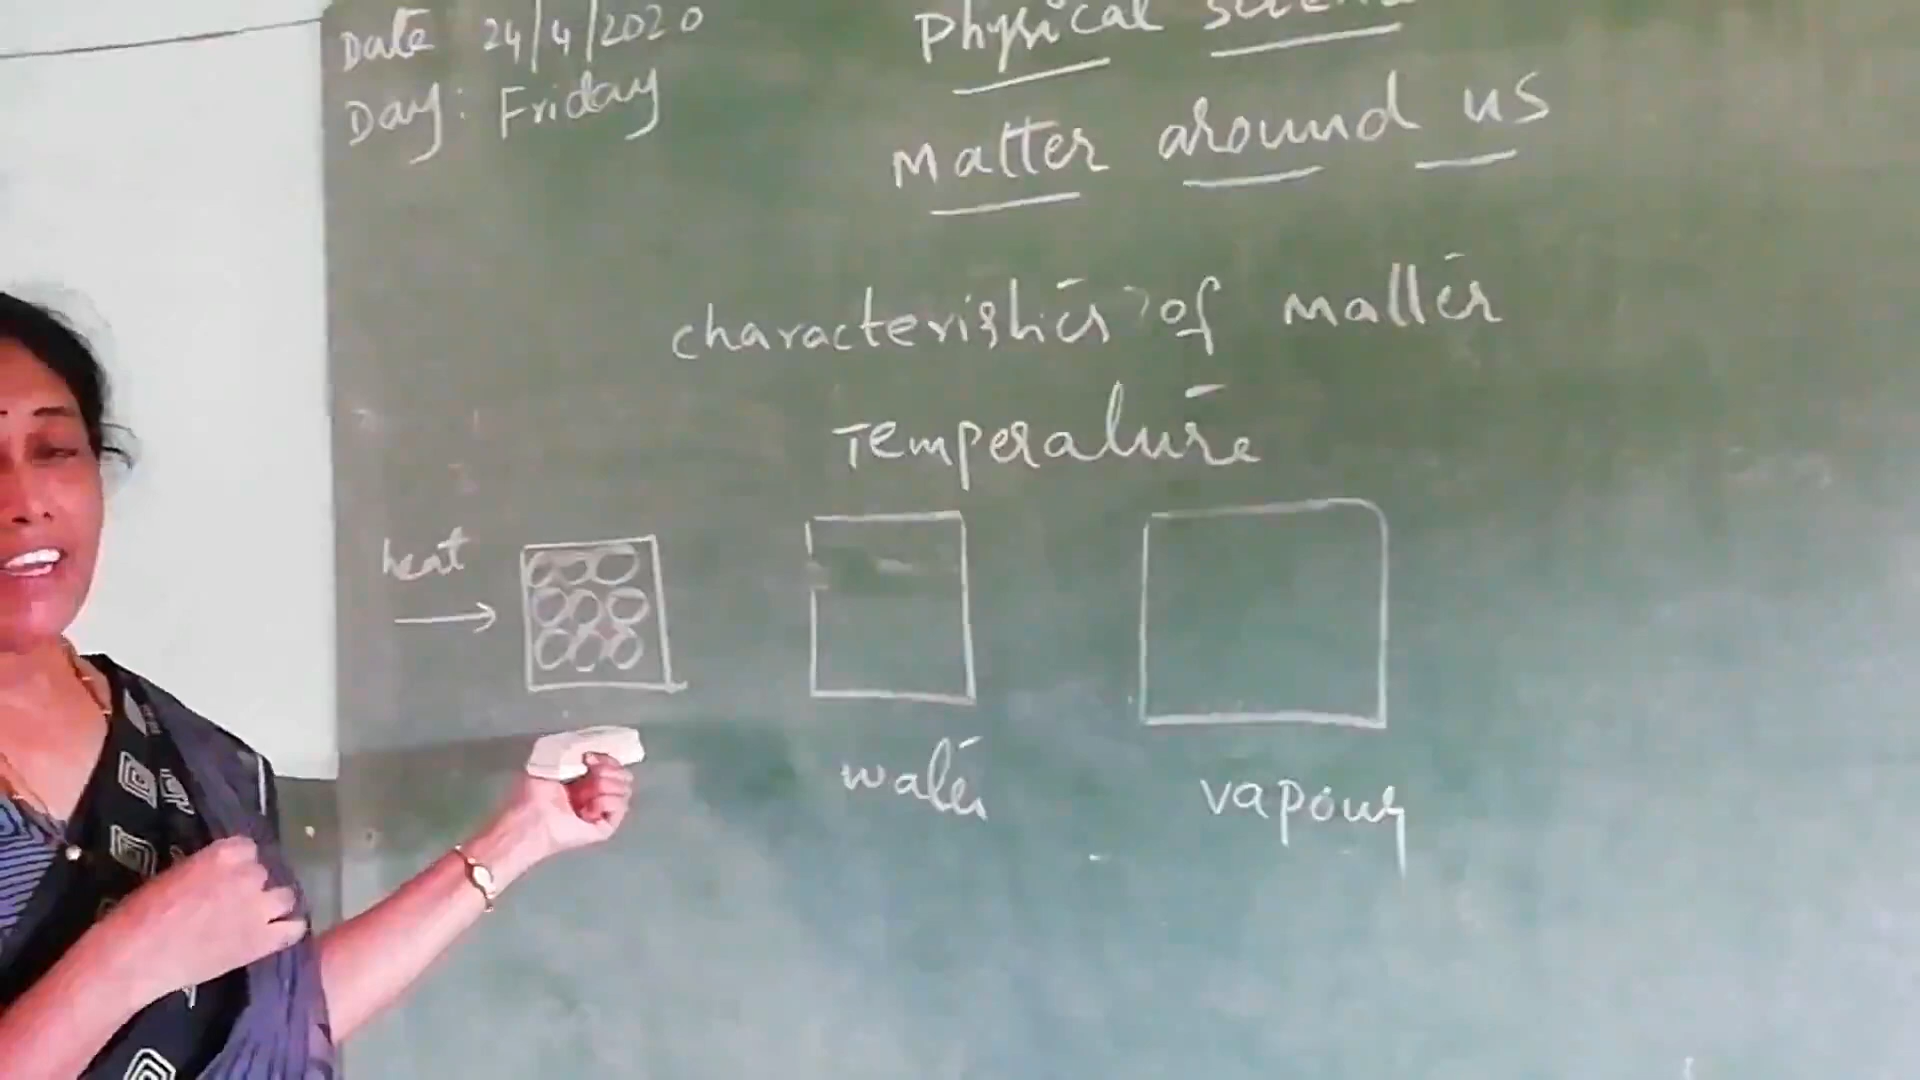 Date 24/4/2020
Day: Friday
Physical
Matter around us
characteristics of matter
Temperature
heat
water
vapour